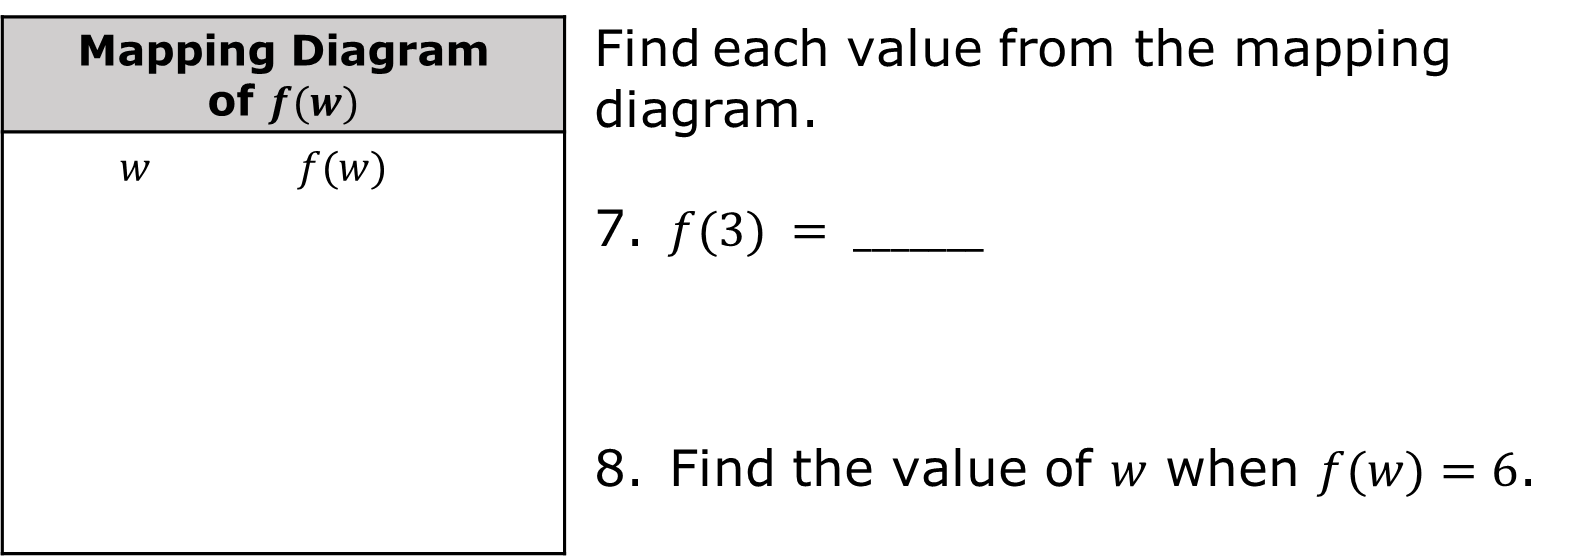 Mapping Diagram
of f(w)
w f(w)
Find each value from the mapping
diagram.
7. f(3) = ______
8. Find the value of w when f(w) = 6.